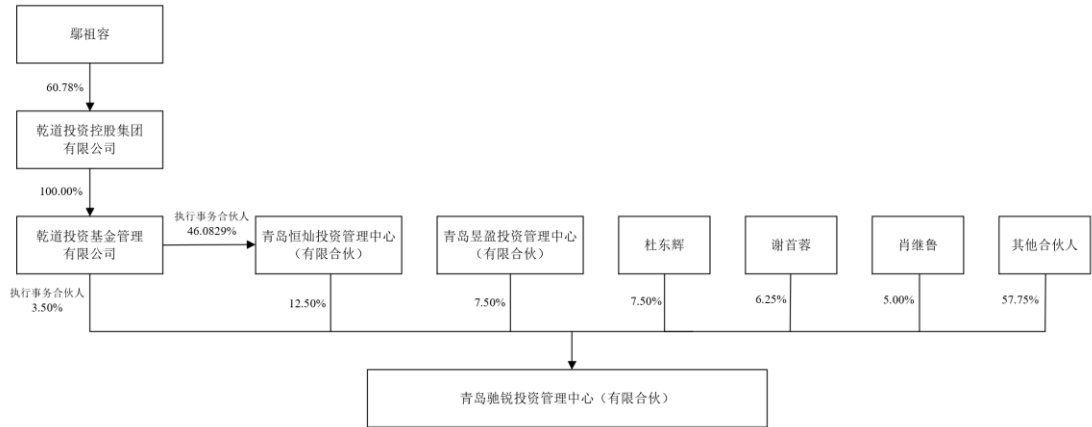 鄢祖容
60.78%
乾道投资控股集团
有限公司
100.00%
乾道投资基金管理
有限公司
执行事务合伙人
46.0829%
青岛恒灿投资管理中心
（有限合伙）
青岛昱盈投资管理中心
（有限合伙）
杜东辉
谢首蓉
肖继鲁
其他合伙人
执行事务合伙人
3.50%
12.50%
7.50%
7.50%
6.25%
5.00%
57.75%
青岛驰锐投资管理中心（有限合伙）